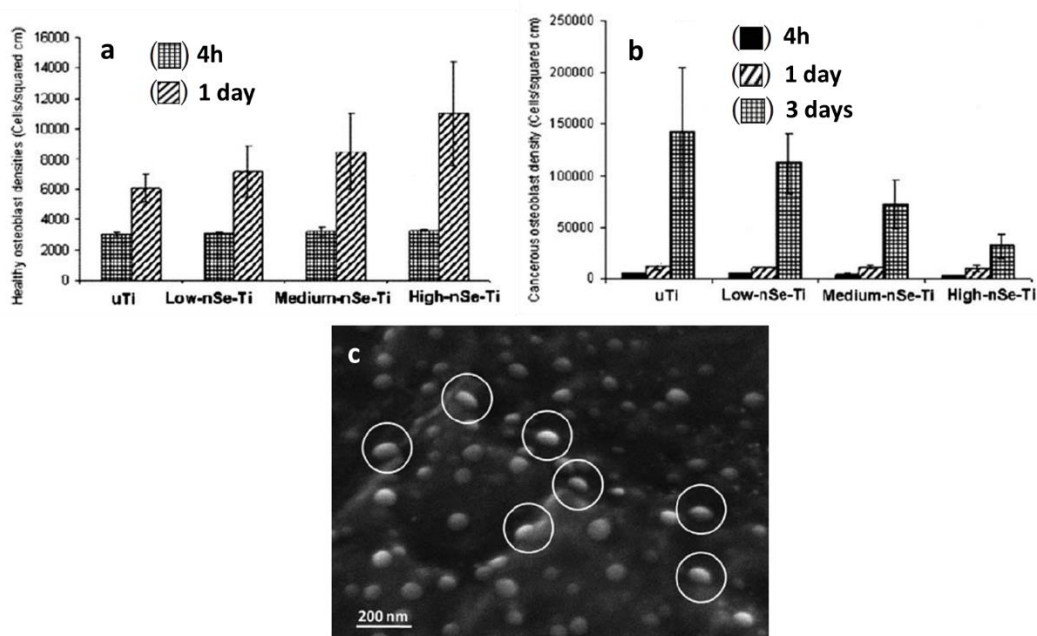 a
(▦) 4h
(▨) 1 day
Healthy osteoblast densities (Cells/squared cm)
16000
14000
12000
10000
8000
6000
4000
2000
0
uTi Low-nSe-Ti Medium-nSe-Ti High-nSe-Ti
b
(■) 4h
(▨) 1 day
(▦) 3 days
Cancerous osteoblast density (Cells/squared cm)
250000
200000
150000
100000
50000
0
uTi Low-nSe-Ti Medium-nSe-Ti High-nSe-Ti
c
200 nm